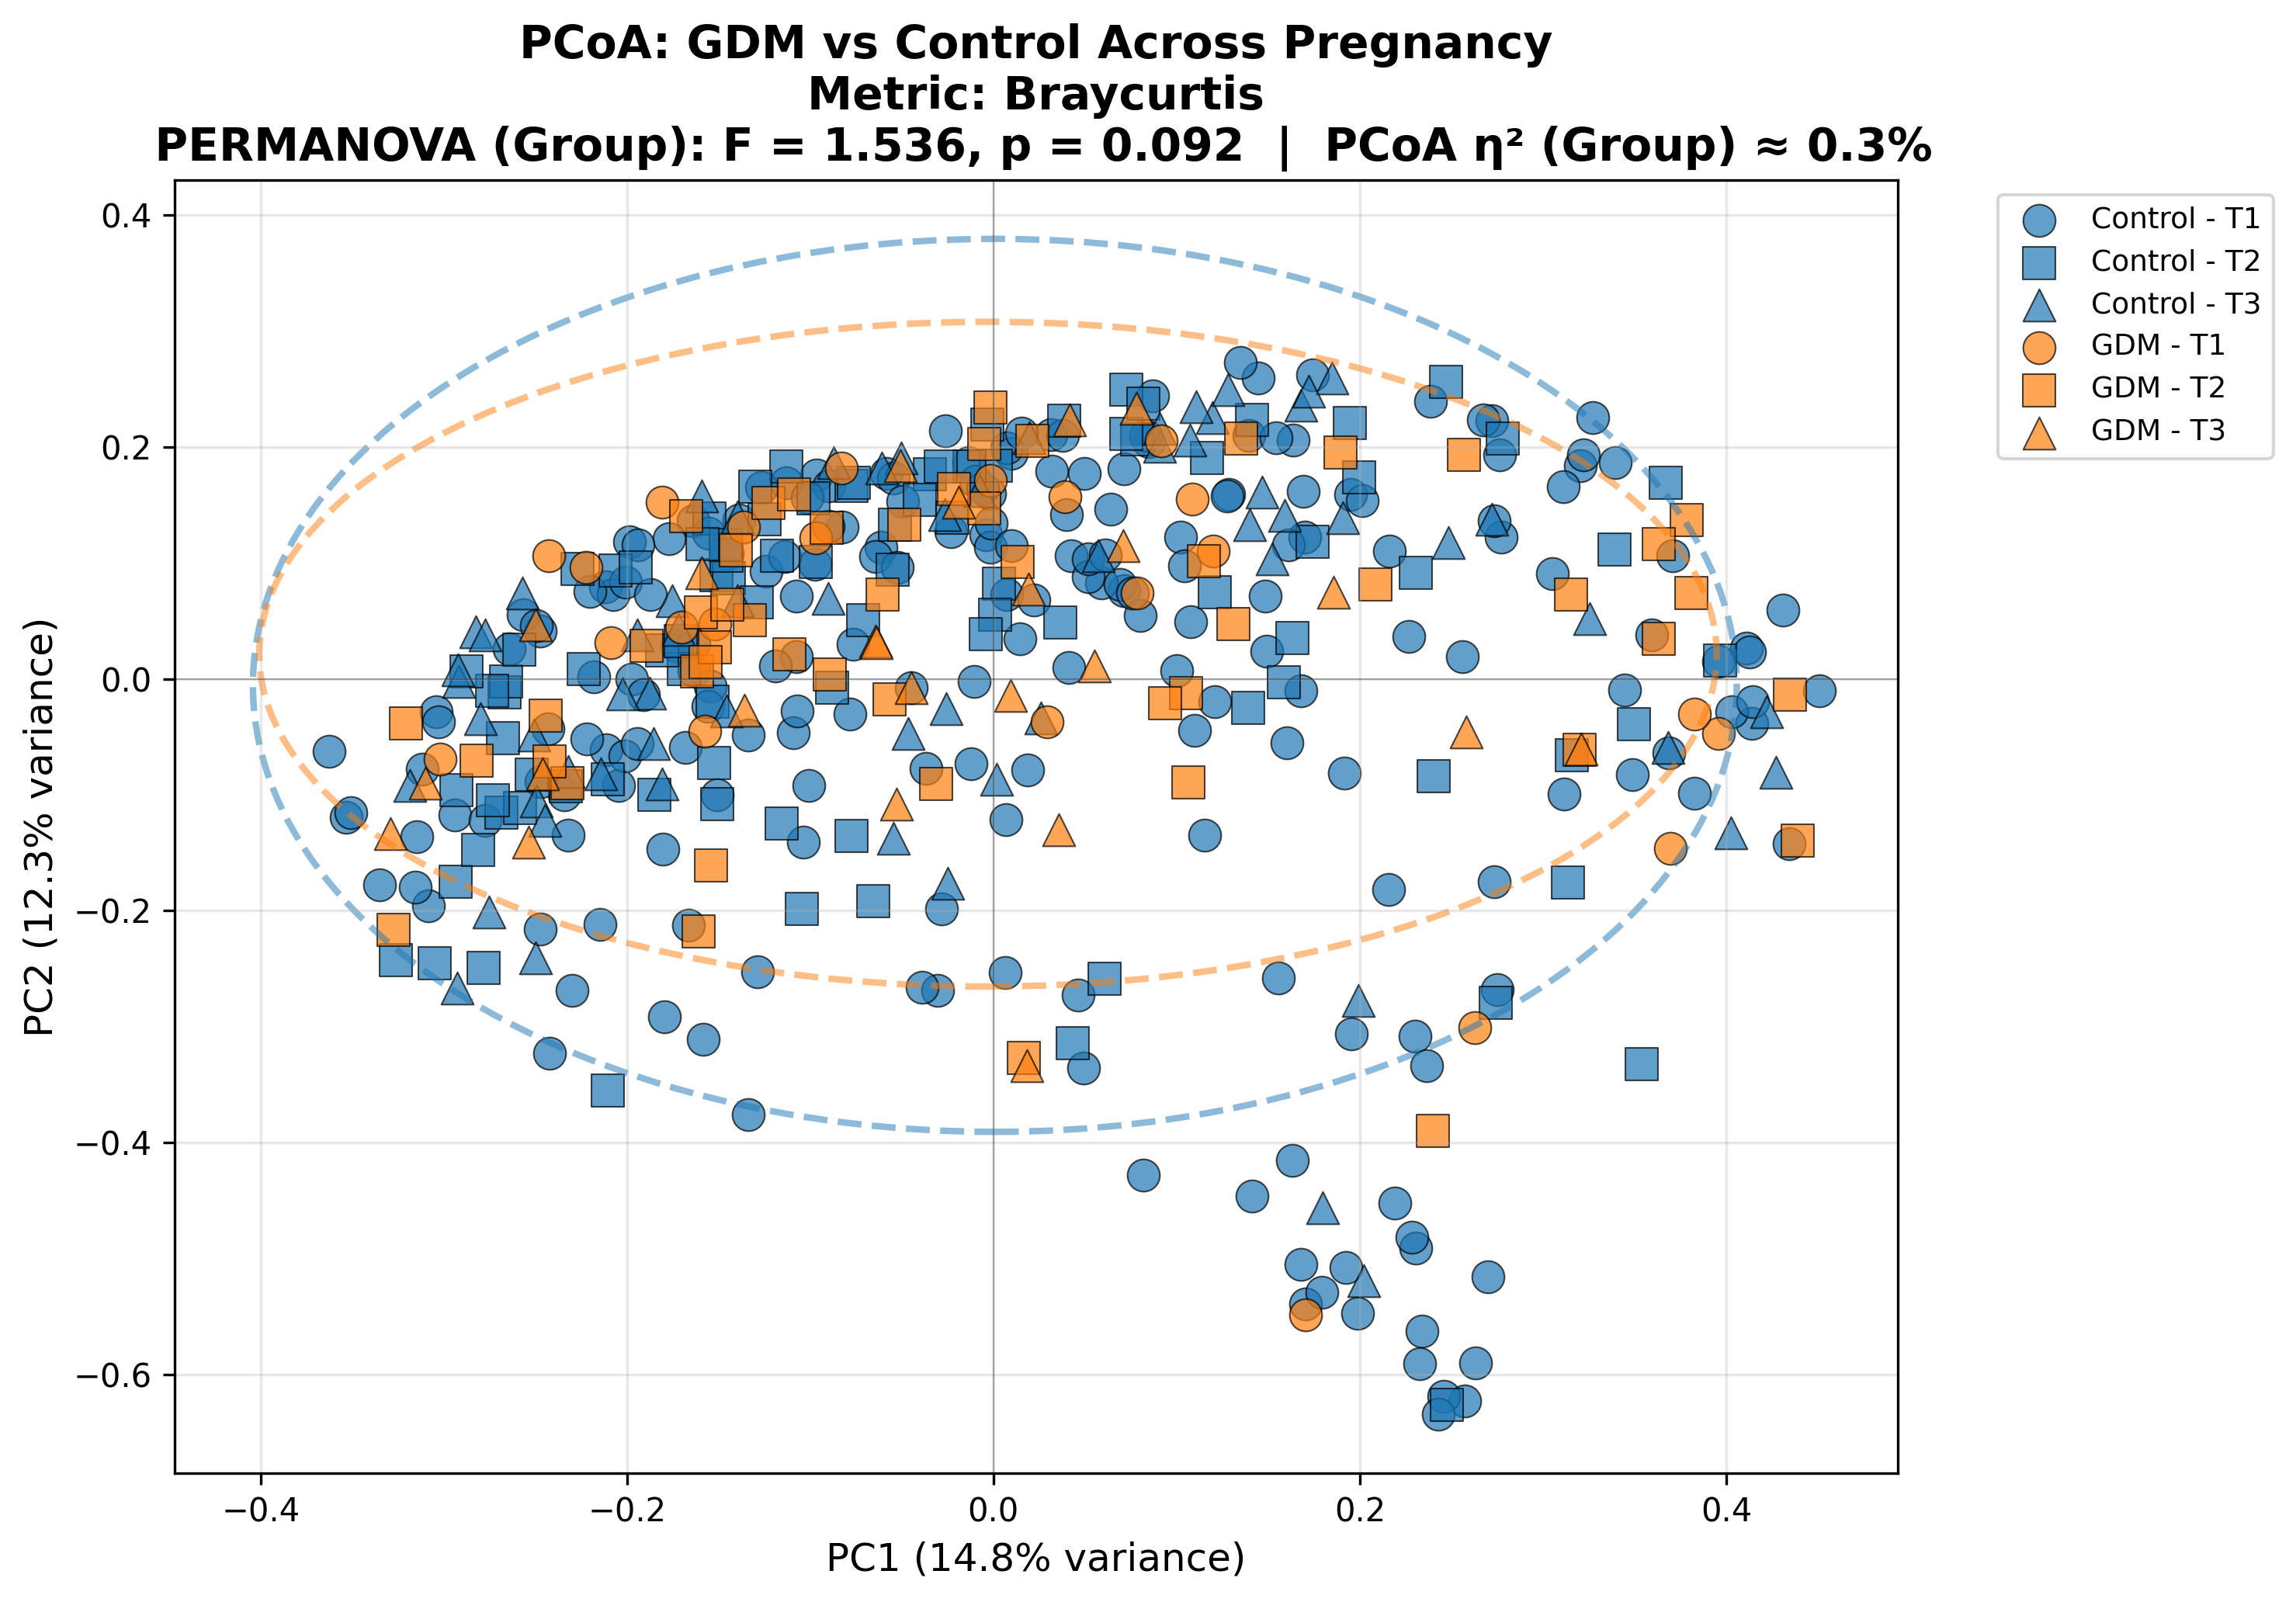 PCoA: GDM vs Control Across Pregnancy
Metric: Braycurtis
PERMANOVA (Group): F = 1.536, p = 0.092 | PCoA η² (Group) ≈ 0.3%
Control - T1
Control - T2
Control - T3
GDM - T1
GDM - T2
GDM - T3
PC2 (12.3% variance)
0.4
0.2
0.0
−0.2
−0.4
−0.6
−0.4
−0.2
0.0
0.2
0.4
PC1 (14.8% variance)